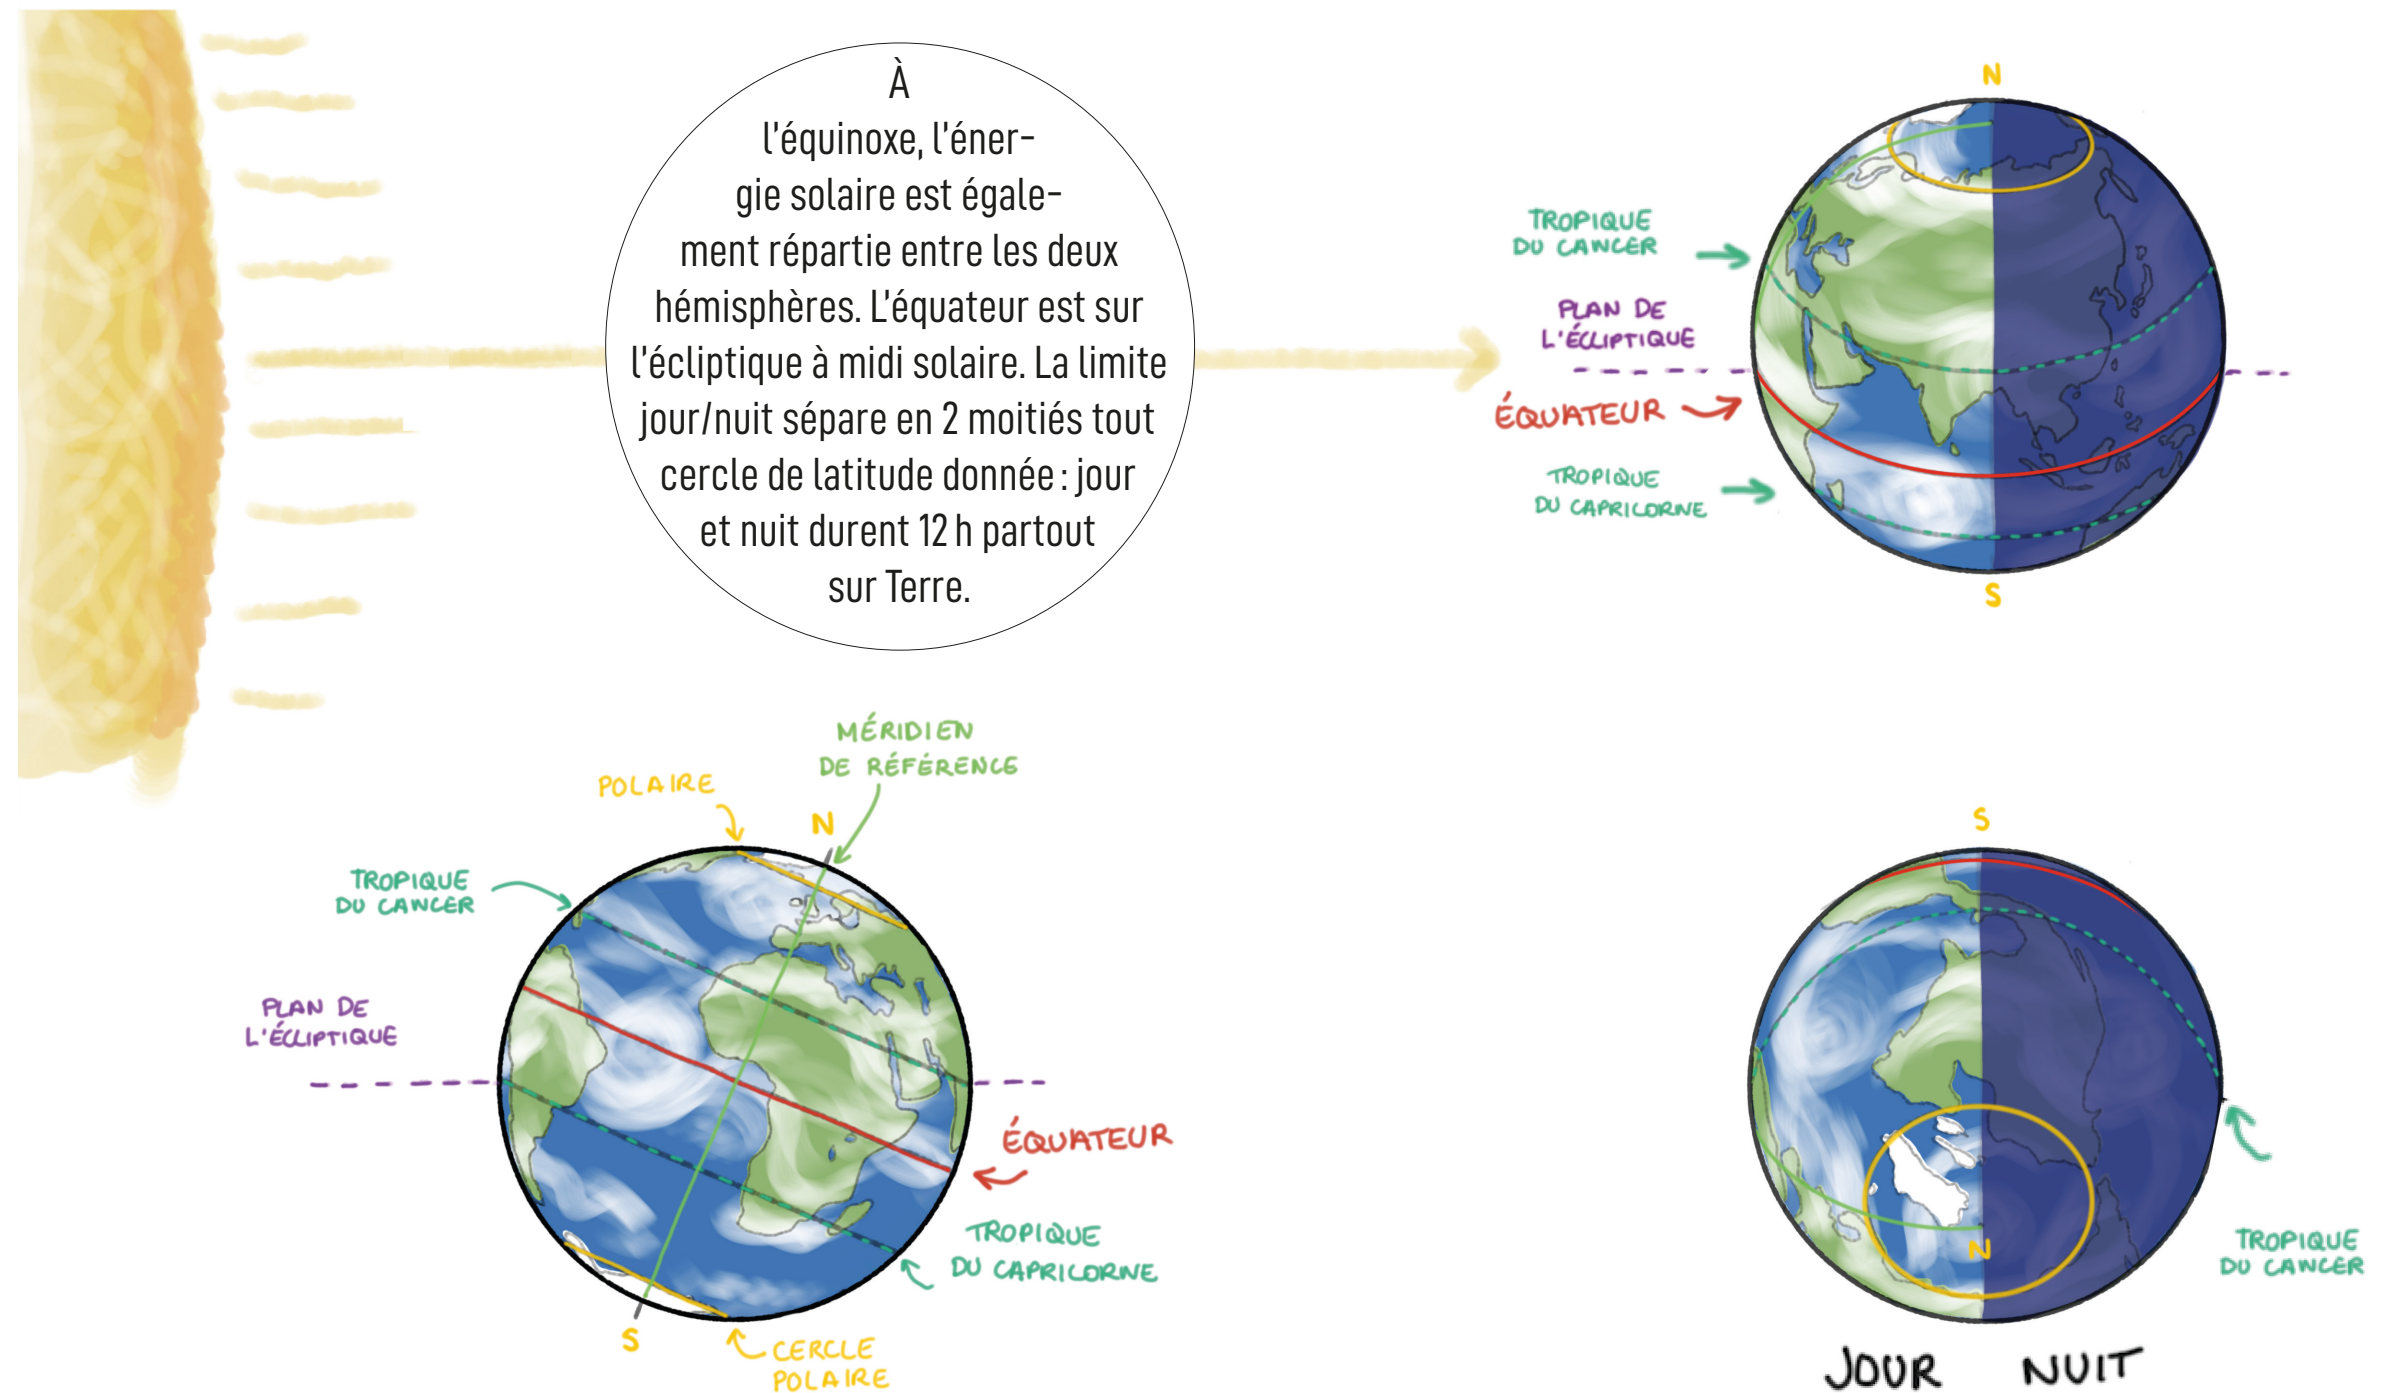 À
l'équinoxe, l'éner-
gie solaire est égale-
ment répartie entre les deux
hémisphères. L'équateur est sur
l'écliptique à midi solaire. La limite
jour/nuit sépare en 2 moitiés tout
cercle de latitude donnée : jour
et nuit durent 12 h partout
sur Terre.
N
TROPIQUE
DU CANCER
PLAN DE
L'ÉCLIPTIQUE
ÉQUATEUR
TROPIQUE
DU CAPRICORNE
S
MÉRIDIEN
DE RÉFÉRENCE
POLAIRE
N
TROPIQUE
DU CANCER
PLAN DE
L'ÉCLIPTIQUE
ÉQUATEUR
TROPIQUE
DU CAPRICORNE
S
CERCLE
POLAIRE
S
N
TROPIQUE
DU CANCER
JOUR NUIT